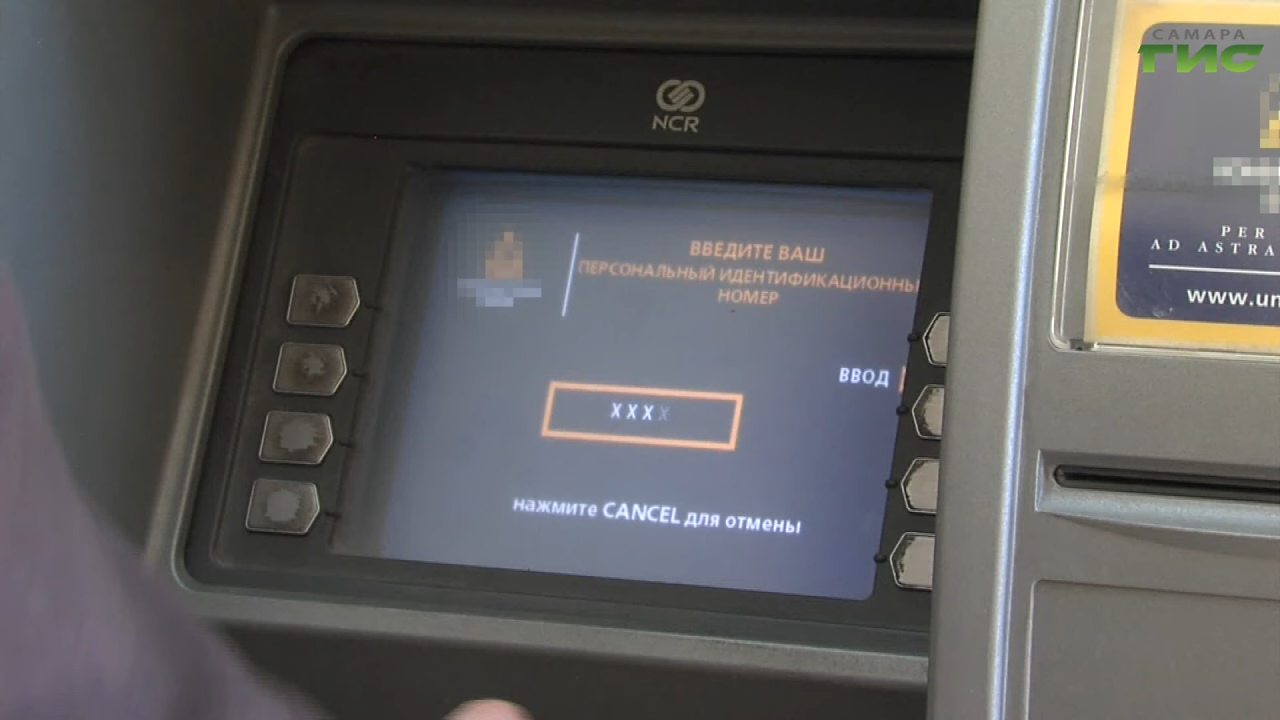 САМАРА
ГИС
NCR
ВВЕДИТЕ ВАШ
ПЕРСОНАЛЬНЫЙ ИДЕНТИФИКАЦИОННЫ
НОМЕР
ВВОД
XXXX
нажмите CANCEL для отмены
PER
AD ASTRA
www.un